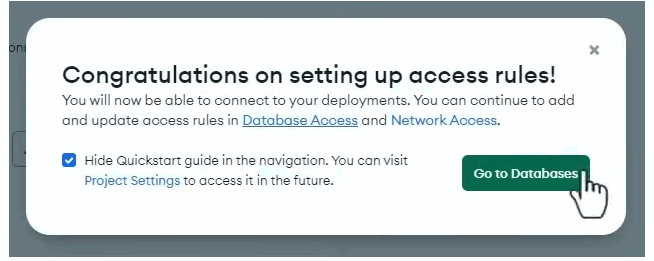 Congratulations on setting up access rules!
You will now be able to connect to your deployments. You can continue to add
and update access rules in Database Access and Network Access.
Hide Quickstart guide in the navigation. You can visit
Project Settings to access it in the future.
Go to Databases